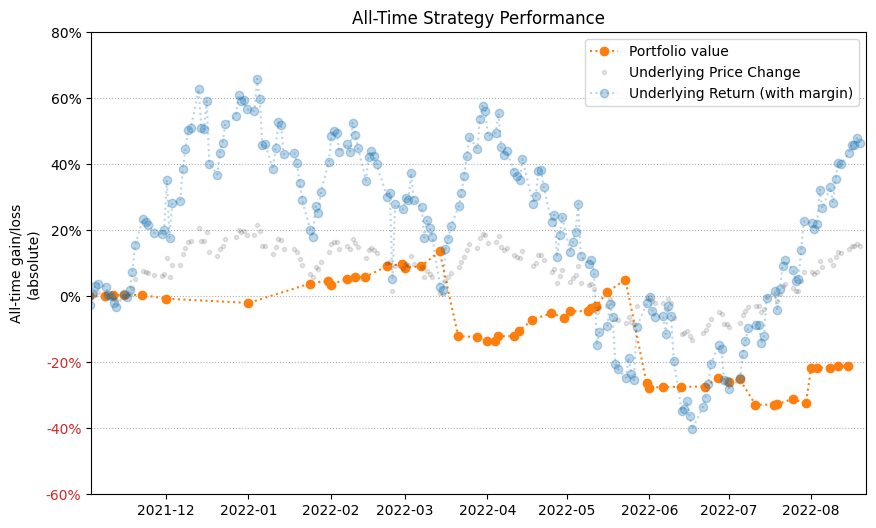 All-Time Strategy Performance
80%
60%
40%
20%
0%
-20%
-40%
-60%
All-time gain/loss
(absolute)
Portfolio value
Underlying Price Change
Underlying Return (with margin)
2021-12
2022-01
2022-02
2022-03
2022-04
2022-05
2022-06
2022-07
2022-08